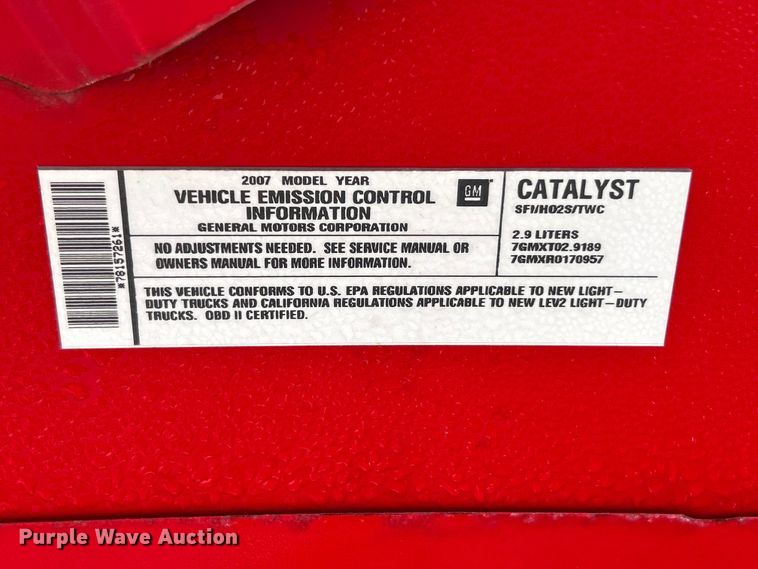 *78157261*
2007 MODEL YEAR
VEHICLE EMISSION CONTROL
INFORMATION
GENERAL MOTORS CORPORATION
GM
NO ADJUSTMENTS NEEDED. SEE SERVICE MANUAL OR
OWNERS MANUAL FOR MORE INFORMATION.
CATALYST
SFI/HO2S/TWC
2.9 LITERS
7GMXT02.9189
7GMXR0170957
THIS VEHICLE CONFORMS TO U.S. EPA REGULATIONS APPLICABLE TO NEW LIGHT-
DUTY TRUCKS AND CALIFORNIA REGULATIONS APPLICABLE TO NEW LEV2 LIGHT-DUTY
TRUCKS. OBD II CERTIFIED.
Purple Wave Auction